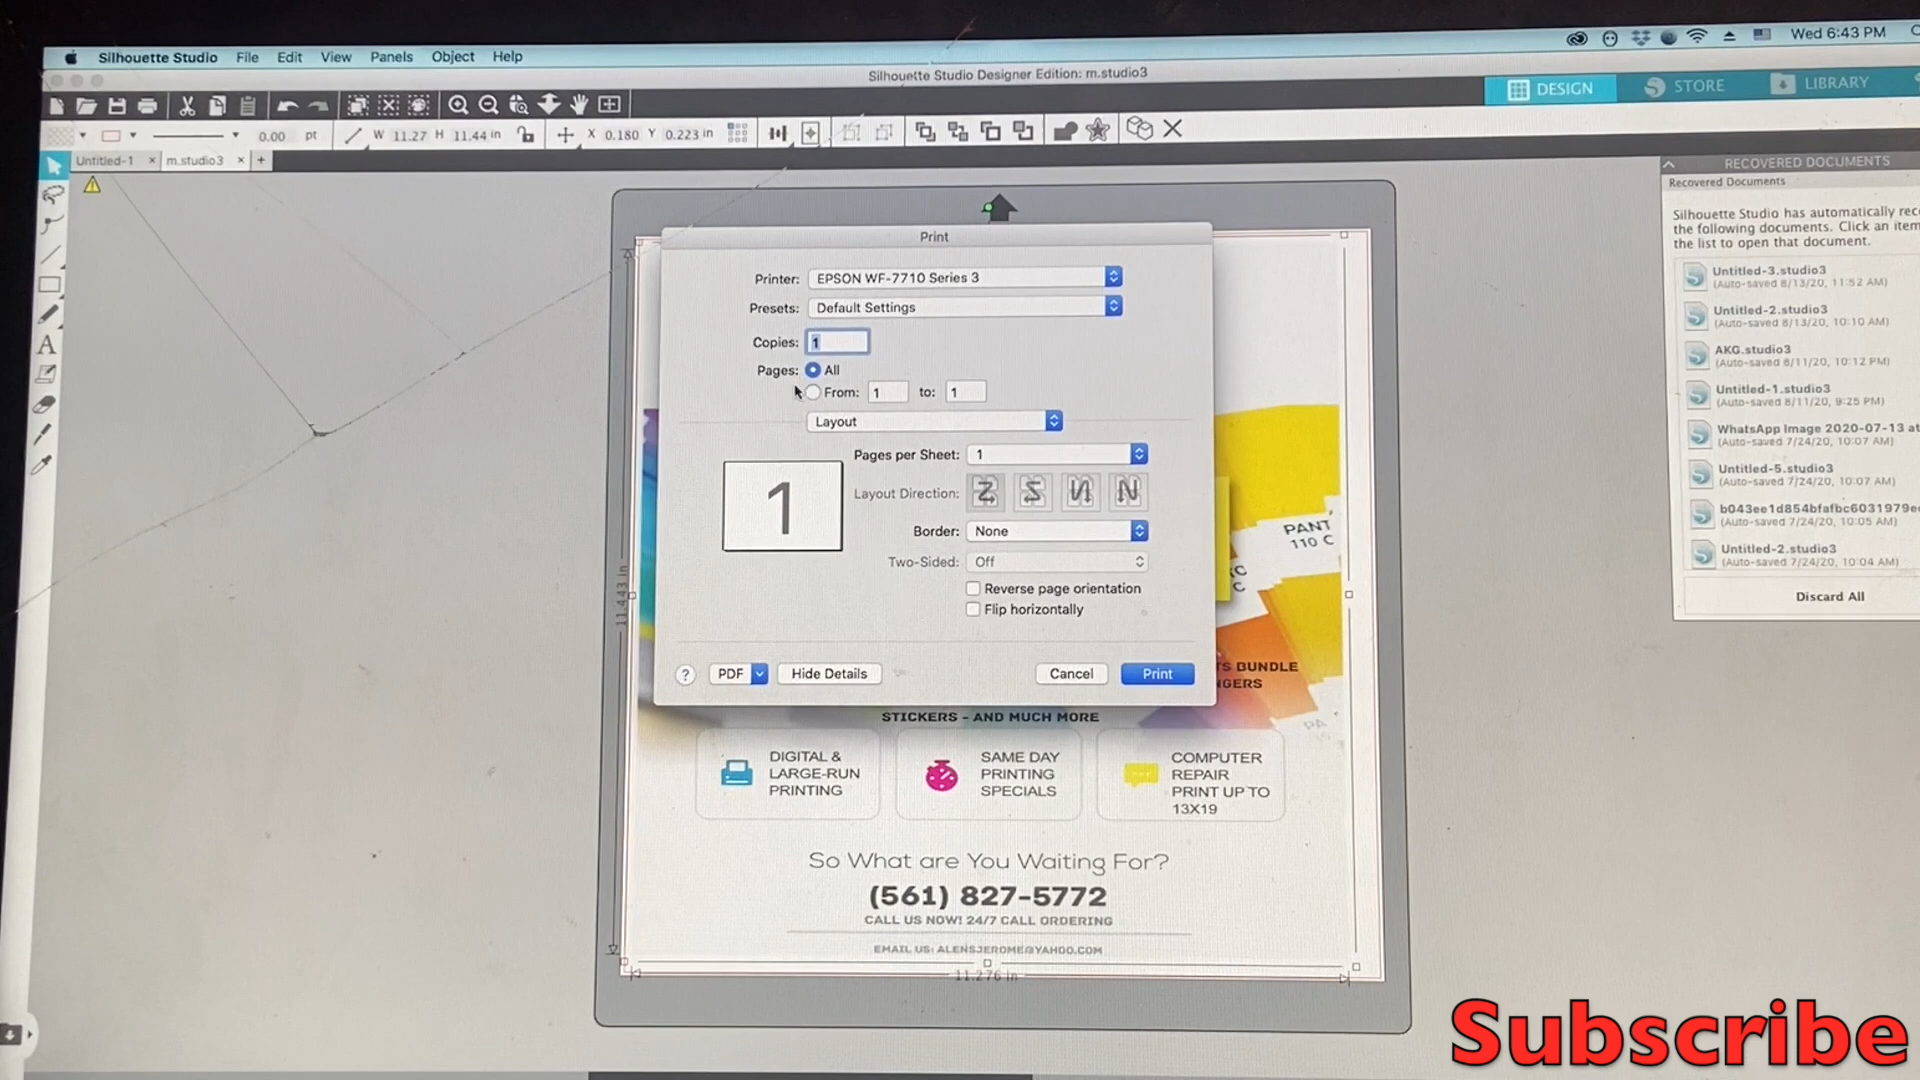 Silhouette Studio File Edit View Panels Object Help
Wed 6:43 PM
Silhouette Studio Designer Edition: m.studio3
DESIGN
STORE
LIBRARY
0.00 pt W 11.27 H 11.44 in X 0.180 Y 0.223 in
Untitled-1 × m.studio3 × +
RECOVERED DOCUMENTS
Recovered Documents
Silhouette Studio has automatically
the following documents. Click an item
the list to open that document.
Untitled-3.studio3
(Auto-saved 8/13/20, 11:52 AM)
Untitled-2.studio3
(Auto-saved 8/13/20, 10:10 AM)
AKG.studio3
(Auto-saved 8/11/20, 10:12 PM)
Untitled-1.studio3
(Auto-saved 8/11/20, 9:25 PM)
WhatsApp Image 2020-07-13 at
(Auto-saved 7/24/20, 10:07 AM)
Untitled-5.studio3
(Auto-saved 7/24/20, 10:07 AM)
b043ee1d854bfafbc6031979e
(Auto-saved 7/24/20, 10:05 AM)
Untitled-2.studio3
(Auto-saved 7/24/20, 10:04 AM)
Discard All
Print
Printer: EPSON WF-7710 Series 3
Presets: Default Settings
Copies: 1
Pages: All
From: 1 to: 1
Layout
Pages per Sheet: 1
1
Layout Direction:
Border: None
Two-Sided: Off
Reverse page orientation
Flip horizontally
? PDF Hide Details Cancel Print
PANT
110 C
C
C
TS BUNDLE
NGERS
PA
11.443 in
STICKERS - AND MUCH MORE
DIGITAL &
LARGE-RUN
PRINTING
SAME DAY
PRINTING
SPECIALS
COMPUTER
REPAIR
PRINT UP TO
13X19
So What are You Waiting For?
(561) 827-5772
CALL US NOW! 24/7 CALL ORDERING
EMAIL US: ALENSJEROME@YAHOO.COM
11.276 in
Subscribe